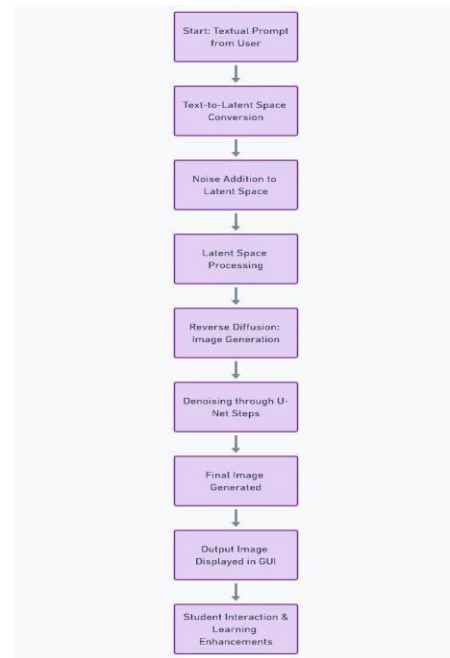 Start: Textual Prompt
from User
Text-to-Latent Space
Conversion
Noise Addition to
Latent Space
Latent Space
Processing
Reverse Diffusion:
Image Generation
Denoising through U-
Net Steps
Final Image
Generated
Output Image
Displayed in GUI
Student Interaction &
Learning
Enhancements